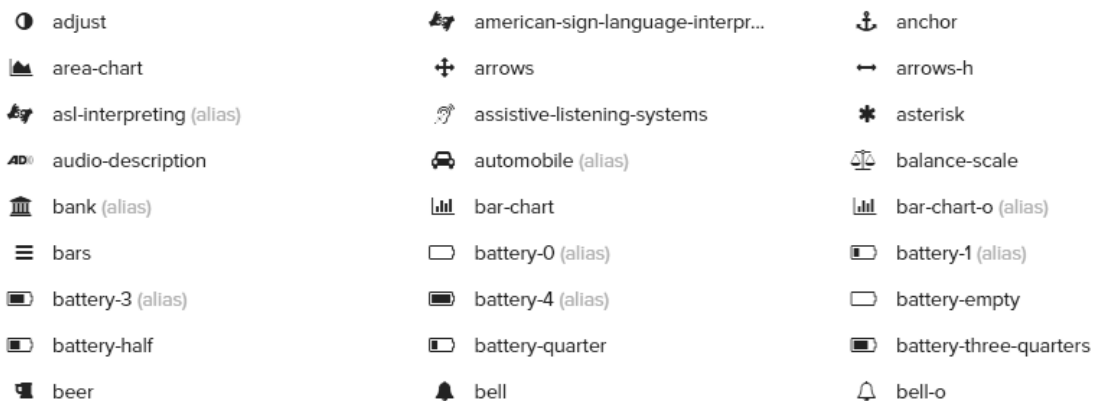 adjust american-sign-language-interpr... anchor
area-chart arrows arrows-h
asl-interpreting (alias) assistive-listening-systems asterisk
audio-description automobile (alias) balance-scale
bank (alias) bar-chart bar-chart-o (alias)
bars battery-0 (alias) battery-1 (alias)
battery-3 (alias) battery-4 (alias) battery-empty
battery-half battery-quarter battery-three-quarters
beer bell bell-o